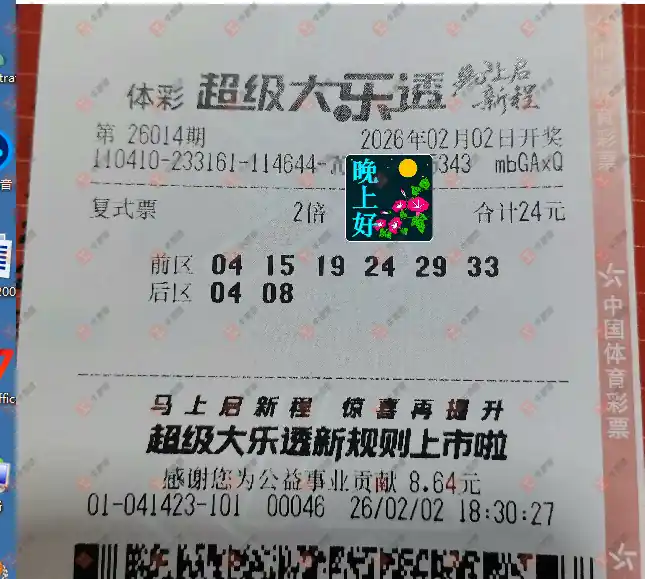 体彩 超级大乐透 马上启新程
第 26014期 2026年02月02日开奖
110410-233161-114644- 343 mbGAxQ
晚上好
复式票 2倍 合计24元
前区 04 15 19 24 29 33
后区 04 08
马上启新程 惊喜再提升
超级大乐透新规则上市啦
感谢您为公益事业贡献 8.64元
01-041423-101 00046 26/02/02 18:30:27
中国体育彩票